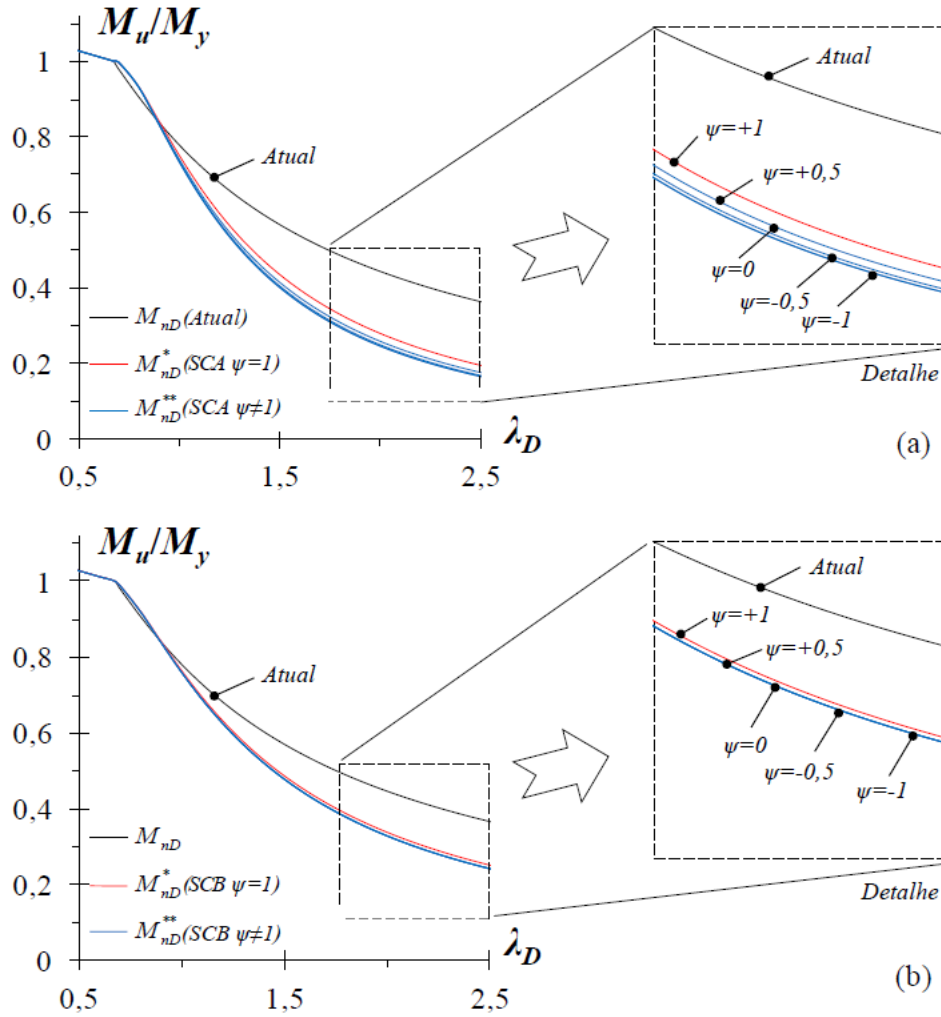 M_u/M_y
1
0,8
0,6
0,4
0,2
0
0,5
1,5
2,5
λ_D
Atual
M_nD(Atual)
M*_nD(SCA ψ=1)
M**_nD(SCA ψ≠1)
Atual
ψ=+1
ψ=+0,5
ψ=0
ψ=-0,5
ψ=-1
Detalhe
(a)
M_u/M_y
1
0,8
0,6
0,4
0,2
0
0,5
1,5
2,5
λ_D
Atual
M_nD
M*_nD(SCB ψ=1)
M**_nD(SCB ψ≠1)
Atual
ψ=+1
ψ=+0,5
ψ=0
ψ=-0,5
ψ=-1
Detalhe
(b)